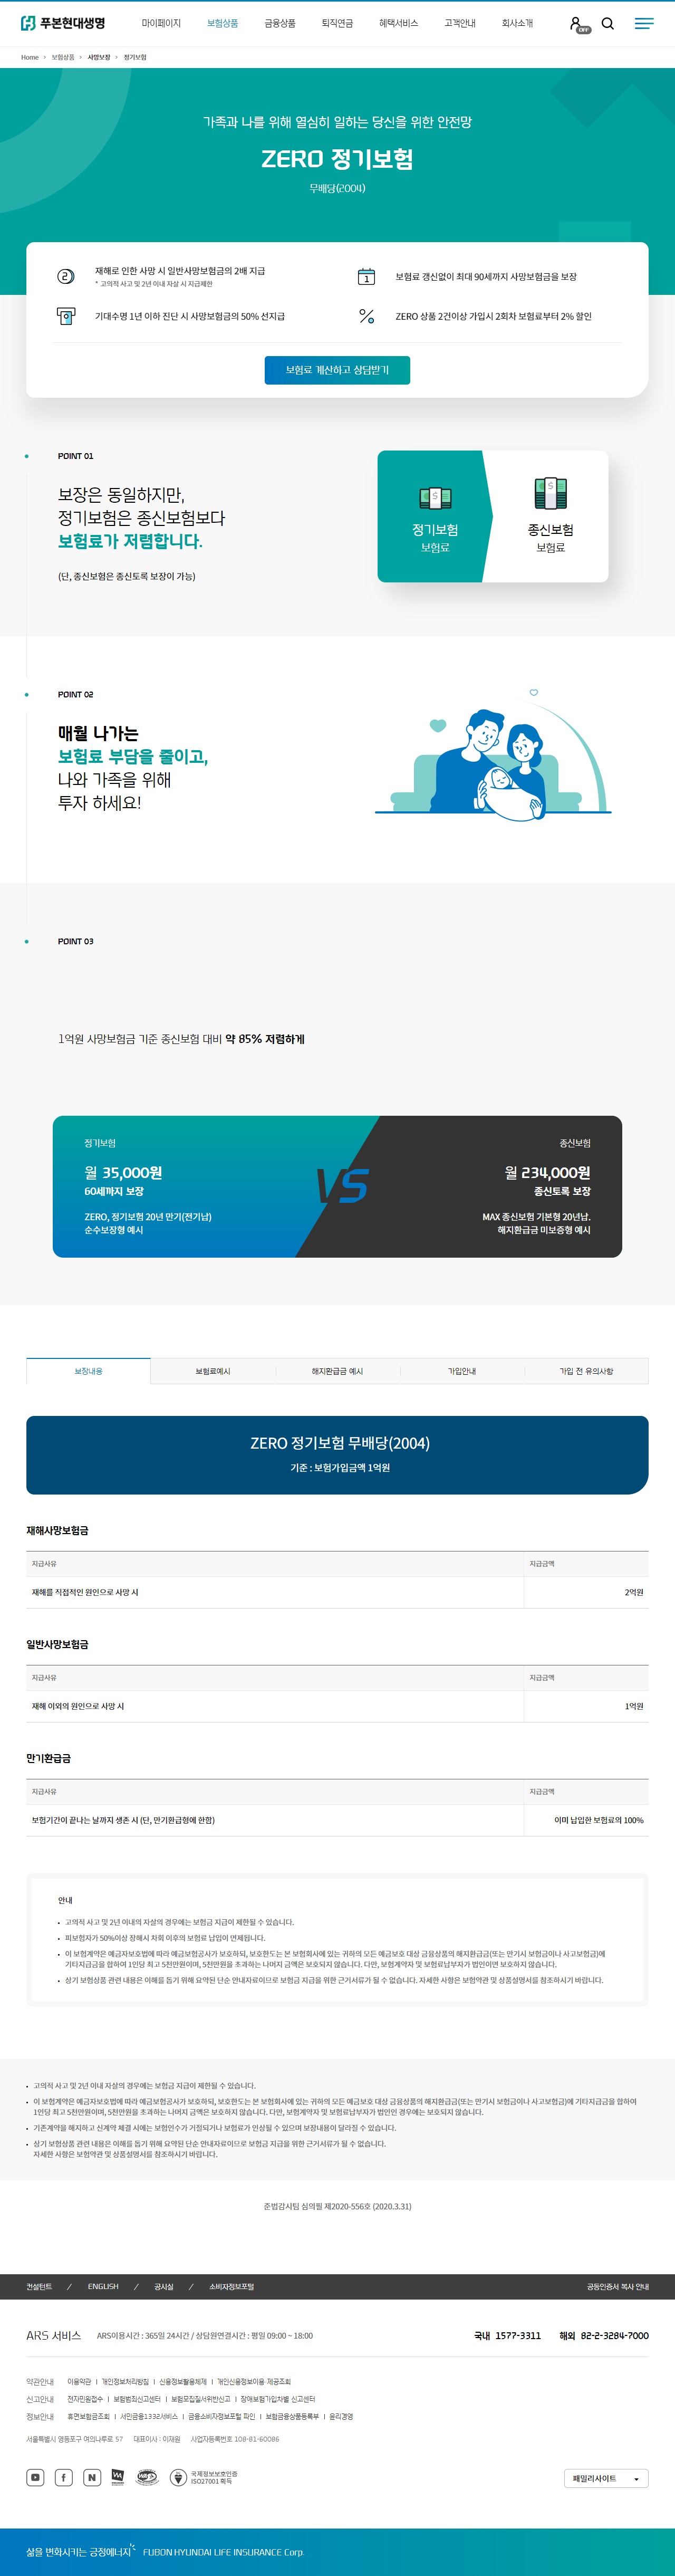 푸본현대생명
마이페이지 보험상품 금융상품 퇴직연금 혜택서비스 고객안내 회사소개
OFF
Home 보험상품 사망보장 정기보험
가족과 나를 위해 열심히 일하는 당신을 위한 안전망
ZERO 정기보험
무배당(2004)
재해로 인한 사망 시 일반사망보험금의 2배 지급
* 고의적 사고 및 2년 이내 자살 시 지급제한
보험료 갱신없이 최대 90세까지 사망보험금을 보장
기대수명 1년 이하 진단 시 사망보험금의 50% 선지급
ZERO 상품 2건이상 가입시 2회차 보험료부터 2% 할인
보험료 계산하고 상담받기
POINT 01
보장은 동일하지만,
정기보험은 종신보험보다
보험료가 저렴합니다.
(단, 종신보험은 종신토록 보장이 가능)
정기보험
보험료
종신보험
보험료
POINT 02
매월 나가는
보험료 부담을 줄이고,
나와 가족을 위해
투자 하세요!
POINT 03
1억원 사망보험금 기준 종신보험 대비 약 85% 저렴하게
정기보험
월 35,000원
60세까지 보장
ZERO, 정기보험 20년 만기(전기납)
순수보장형 예시
VS
종신보험
월 234,000원
종신토록 보장
MAX 종신보험 기본형 20년납.
해지환급금 미보증형 예시
보장내용 보험료예시 해지환급금 예시 가입안내 가입 전 유의사항
ZERO 정기보험 무배당(2004)
기준 : 보험가입금액 1억원
재해사망보험금
지급사유 지급금액
재해를 직접적인 원인으로 사망 시 2억원
일반사망보험금
지급사유 지급금액
재해 이외의 원인으로 사망 시 1억원
만기환급금
지급사유 지급금액
보험기간이 끝나는 날까지 생존 시 (단, 만기환급형에 한함) 이미 납입한 보험료의 100%
안내
고의적 사고 및 2년 이내의 자살의 경우에는 보험금 지급이 제한될 수 있습니다.
피보험자가 50%이상 장해시 차회 이후의 보험료 납입이 면제됩니다.
이 보험계약은 예금자보호법에 따라 예금보험공사가 보호하되, 보호한도는 본 보험회사에 있는 귀하의 모든 예금보호 대상 금융상품의 해지환급금(또는 만기시 보험금이나 사고보험금)에
기타지급금을 합하여 1인당 최고 5천만원이며, 5천만원을 초과하는 나머지 금액은 보호하지 않습니다. 다만, 보험계약자 및 보험료납부자가 법인이면 보호하지 않습니다.
상기 보험상품 관련 내용은 이해를 돕기 위해 요약된 단순 안내자료이므로 보험금 지급을 위한 근거서류가 될 수 없습니다. 자세한 사항은 보험약관 및 상품설명서를 참조하시기 바랍니다.
고의적 사고 및 2년 이내 자살의 경우에는 보험금 지급이 제한될 수 있습니다.
이 보험계약은 예금자보호법에 따라 예금보험공사가 보호하되, 보호한도는 본 보험회사에 있는 귀하의 모든 예금보호 대상 금융상품의 해지환급금(또는 만기시 보험금이나 사고보험금)에 기타지급금을 합하여
1인당 최고 5천만원이며, 5천만원을 초과하는 나머지 금액은 보호하지 않습니다. 다만, 보험계약자 및 보험료납부자가 법인인 경우에는 보호되지 않습니다.
기존계약을 해지하고 신계약 체결 시에는 보험인수가 거절되거나 보험료가 인상될 수 있으며 보장내용이 달라질 수 있습니다.
상기 보험상품 관련 내용은 이해를 돕기 위해 요약된 단순 안내자료이므로 보험금 지급을 위한 근거서류가 될 수 없습니다.
자세한 사항은 보험약관 및 상품설명서를 참조하시기 바랍니다.
준법감시팀 심의필 제2020-556호 (2020.3.31)
컨설턴트 / ENGLISH / 공시실 / 소비자정보포털 공동인증서 복사 안내
ARS 서비스 ARS이용시간 : 365일 24시간 / 상담원연결시간 : 평일 09:00 ~ 18:00 국내 1577-3311 해외 82-2-3284-7000
약관안내 이용약관 | 개인정보처리방침 | 신용정보활용체제 | 개인신용정보이용·제공조회
신고안내 전자민원접수 | 보험범죄신고센터 | 보험모집질서위반신고 | 장애보험가입차별 신고센터
정보안내 휴면보험금조회 | 서민금융1332서비스 | 금융소비자정보포털 파인 | 보험금융상품등록부 | 윤리경영
서울특별시 영등포구 여의나루로 57 대표이사 : 이재원 사업자등록번호 108-81-60086
국제정보보호인증
ISO27001 획득
패밀리사이트
삶을 변화시키는 긍정에너지 FUBON HYUNDAI LIFE INSURANCE Corp.